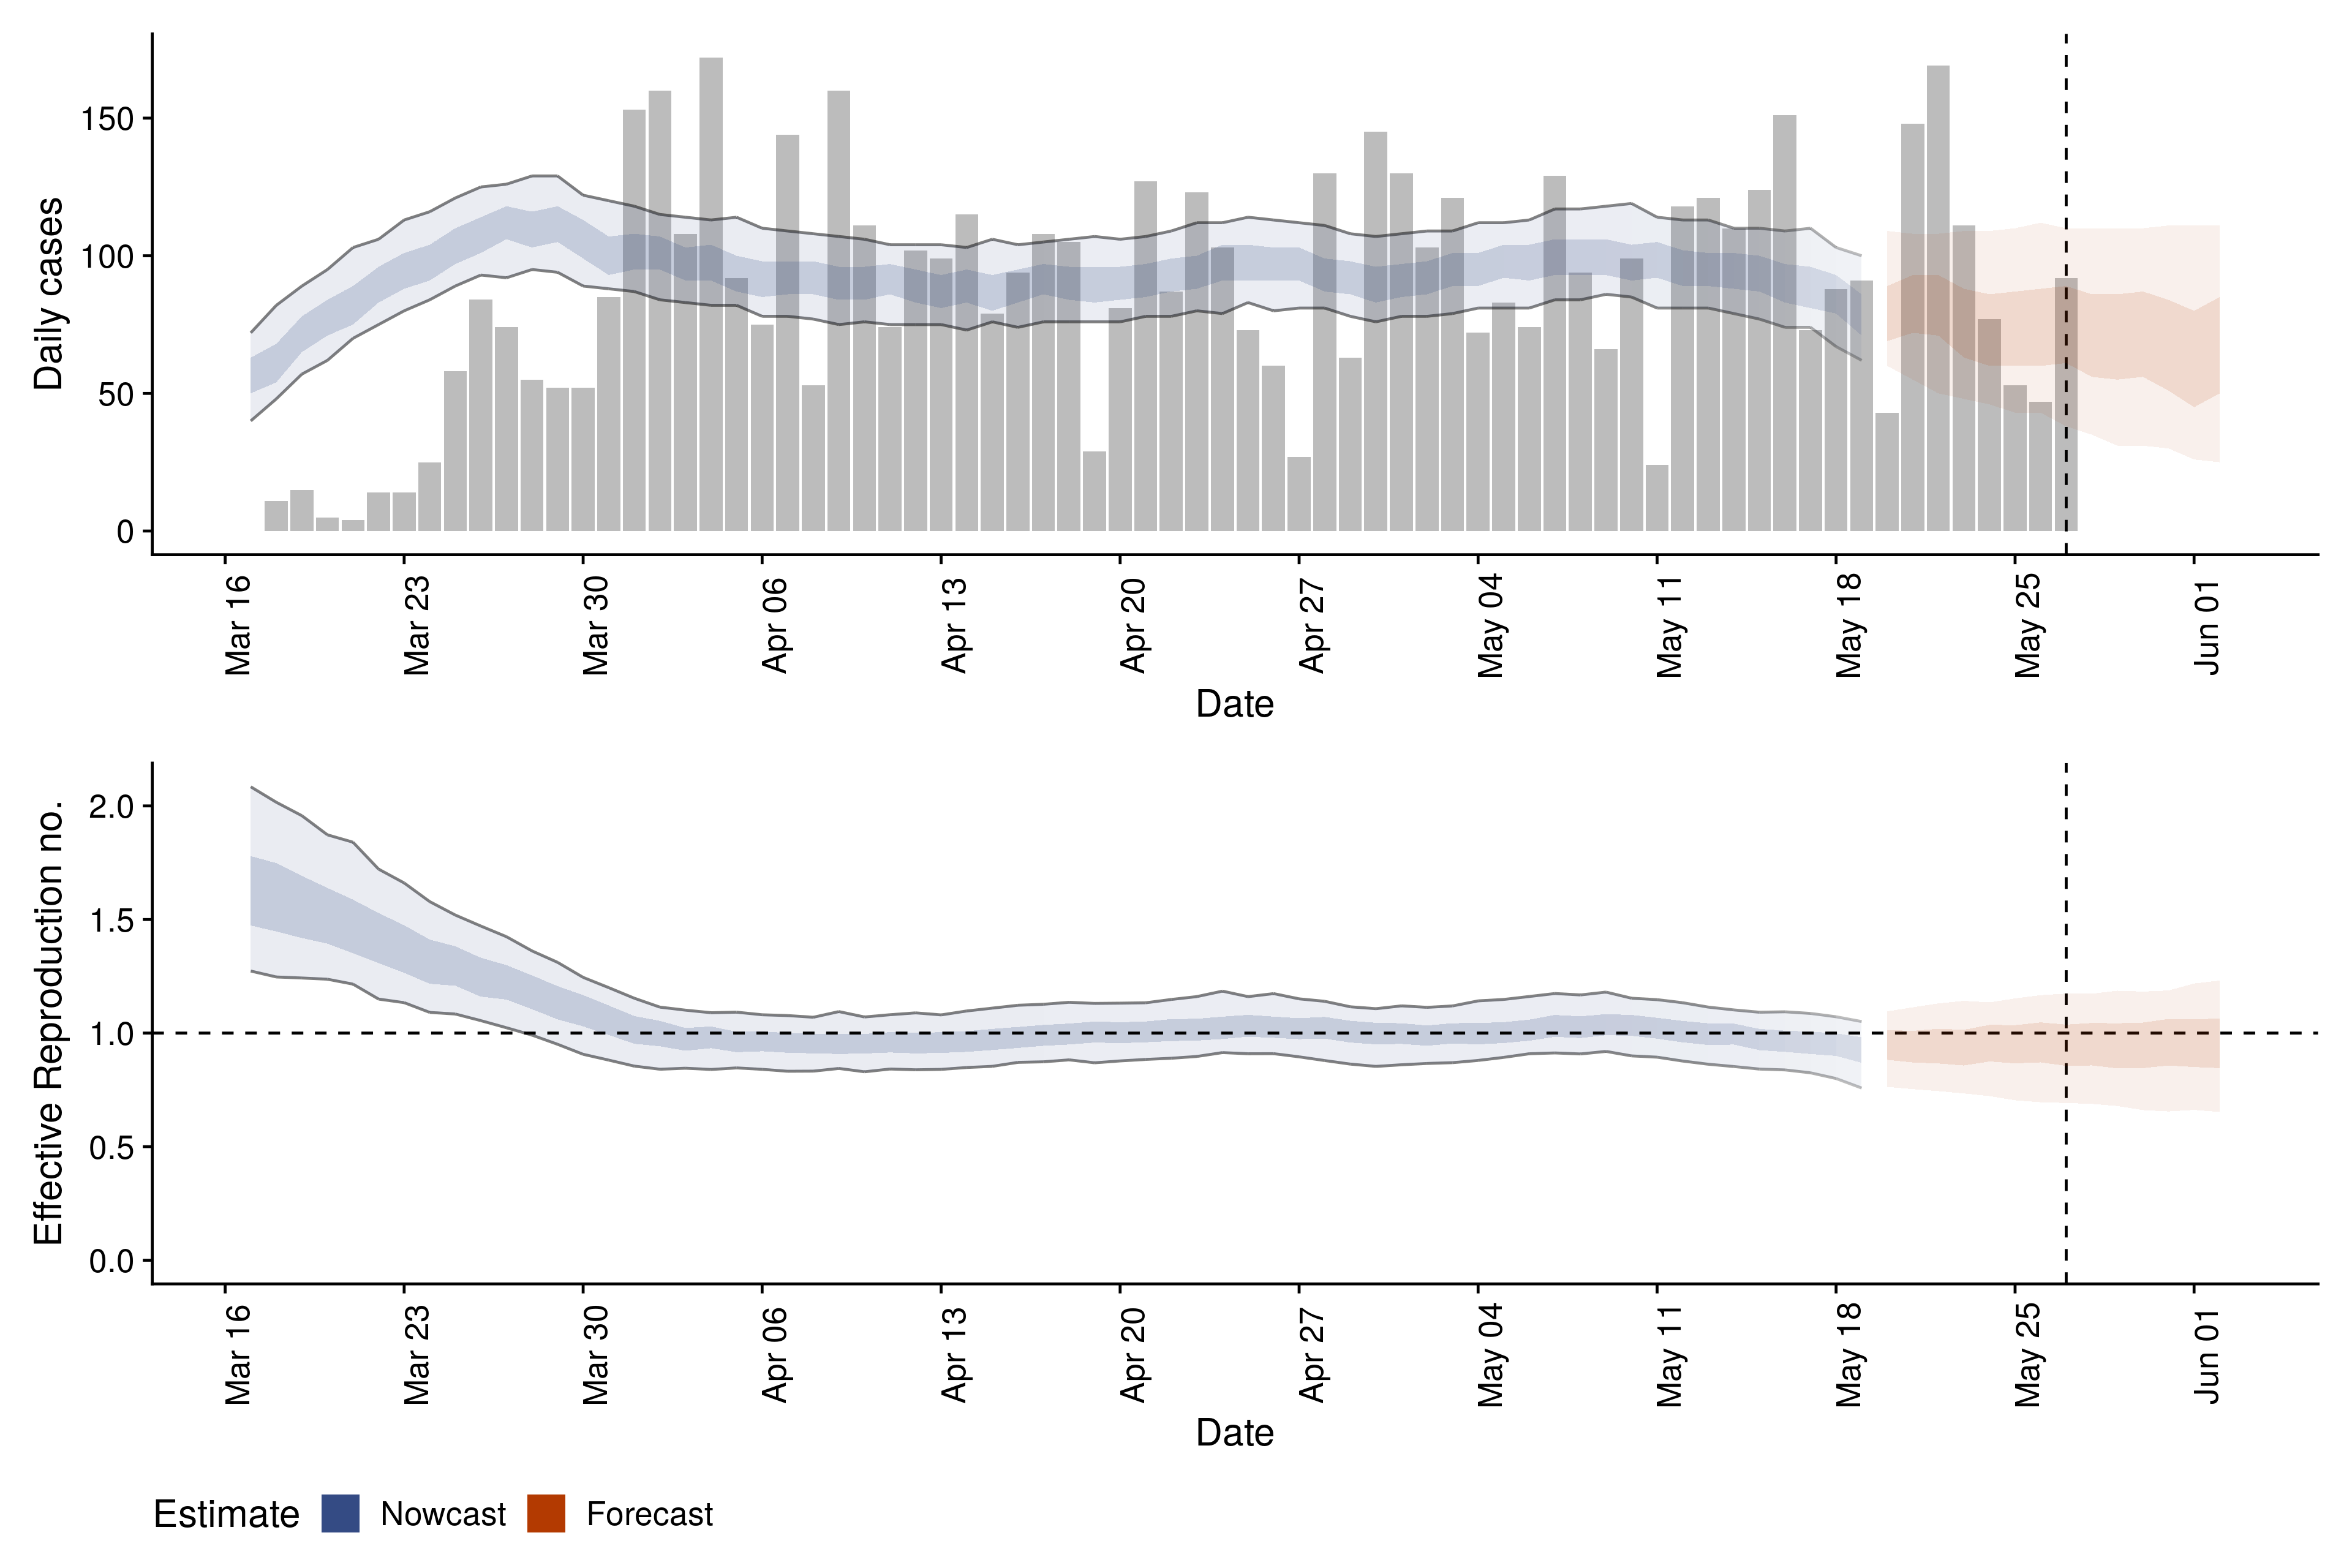 Daily cases
150
100
50
0
Mar 16
Mar 23
Mar 30
Apr 06
Apr 13
Apr 20
Apr 27
May 04
May 11
May 18
May 25
Jun 01
Date
Effective Reproduction no.
2.0
1.5
1.0
0.5
0.0
Mar 16
Mar 23
Mar 30
Apr 06
Apr 13
Apr 20
Apr 27
May 04
May 11
May 18
May 25
Jun 01
Date
Estimate Nowcast Forecast